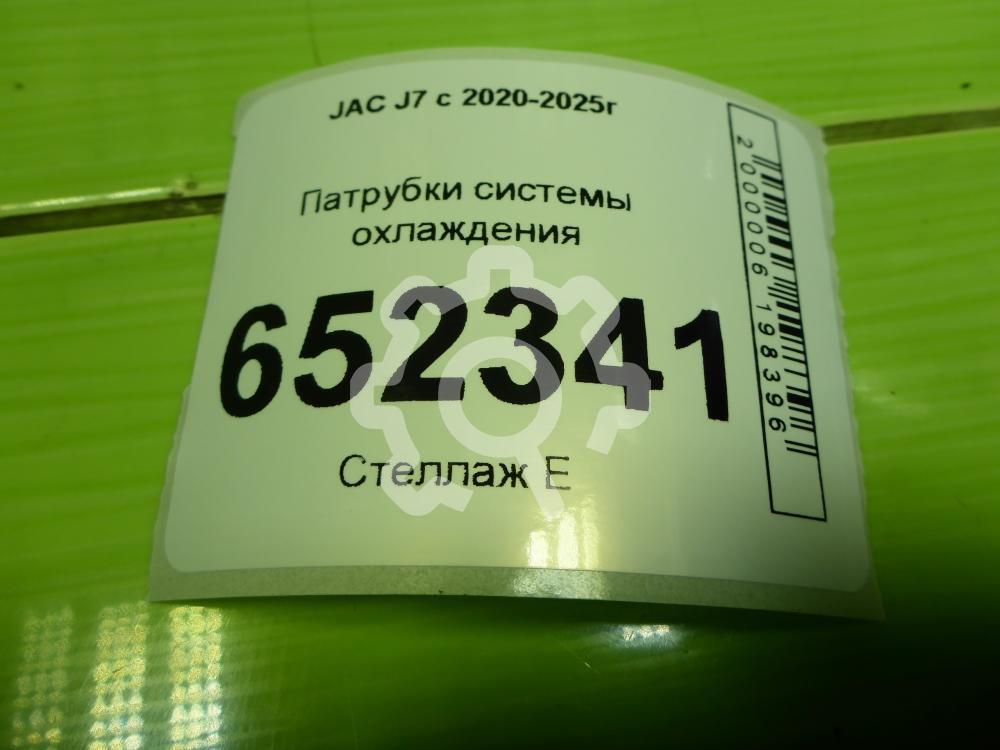 JAC J7 с 2020-2025г
Патрубки системы
охлаждения
652341
Стеллаж Е
2000006198396